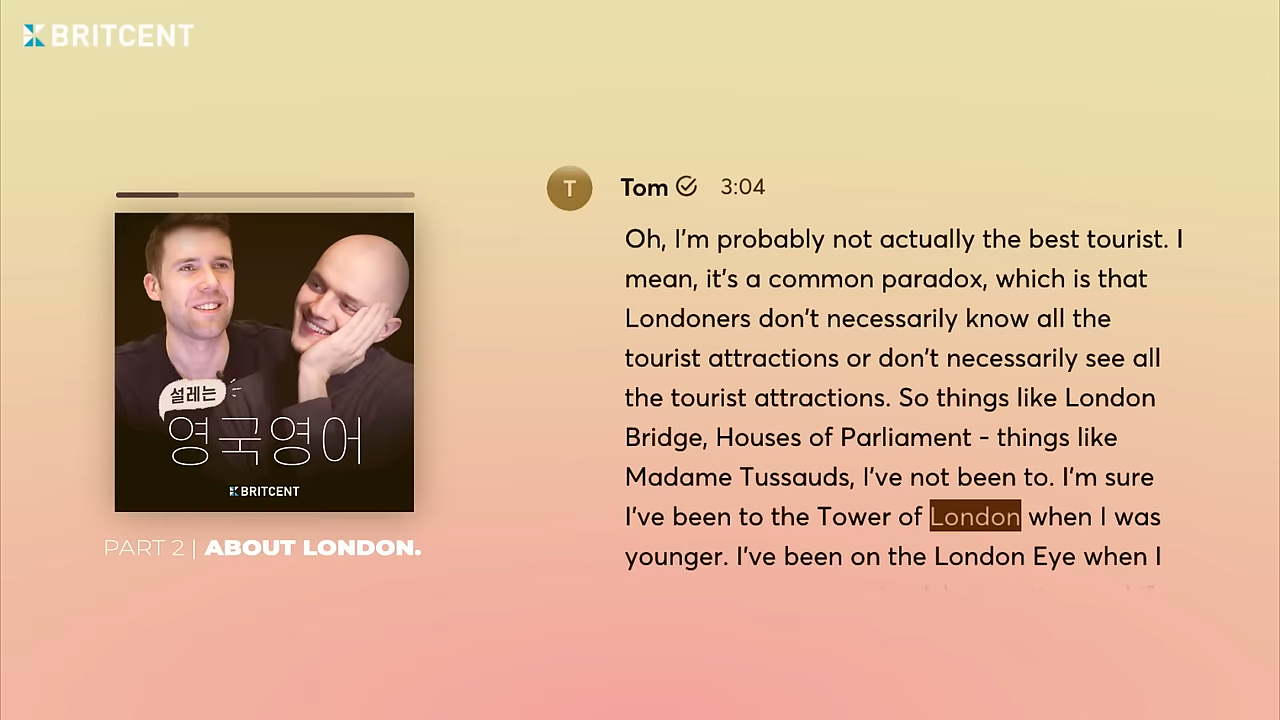 BRITCENT
T
Tom 3:04
Oh, I'm probably not actually the best tourist. I
mean, it's a common paradox, which is that
Londoners don't necessarily know all the
tourist attractions or don't necessarily see all
the tourist attractions. So things like London
Bridge, Houses of Parliament - things like
Madame Tussauds, I've not been to. I'm sure
I've been to the Tower of London when I was
younger. I've been on the London Eye when I
설레는
영국영어
BRITCENT
PART 2 | ABOUT LONDON.